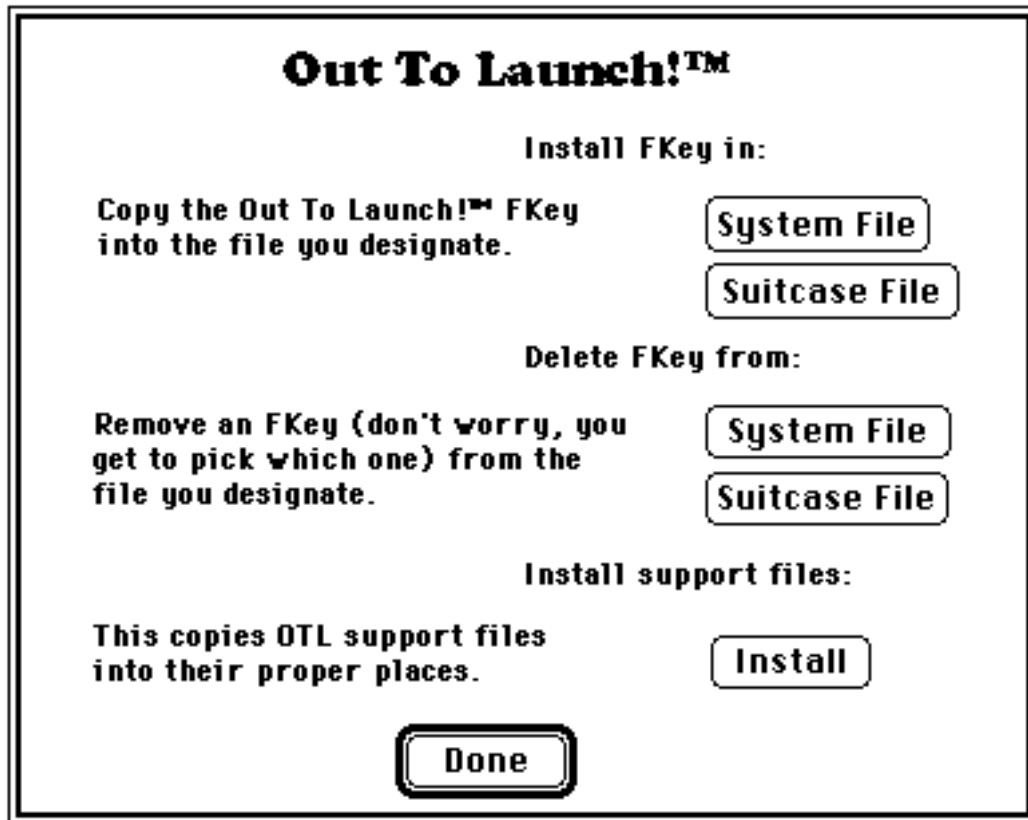 Out To Launch!™
Install FKey in:
Copy the Out To Launch!™ FKey
into the file you designate.
System File
Suitcase File
Delete FKey from:
Remove an FKey (don't worry, you
get to pick which one) from the
file you designate.
System File
Suitcase File
Install support files:
This copies OTL support files
into their proper places.
Install
Done